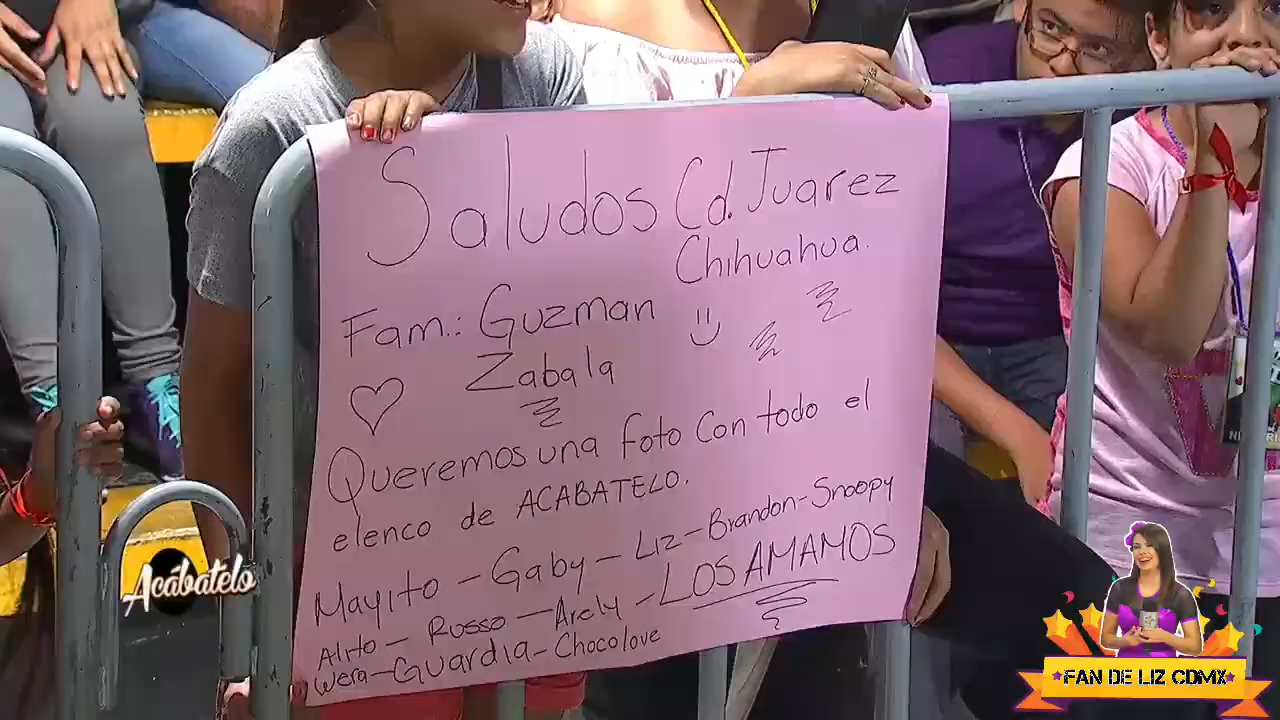 Saludos Cd. Juarez
Chihuahua.
Fam.: Guzman
Zabala
Queremos una foto con todo el
elenco de ACABATELO.
Mayito - Gaby - Liz - Brandon - Snoopy
Alito - Russo - Arely - LOS AMAMOS
Wera - Guardia - Chocolove
Acábatelo
FAN DE LIZ CDMX